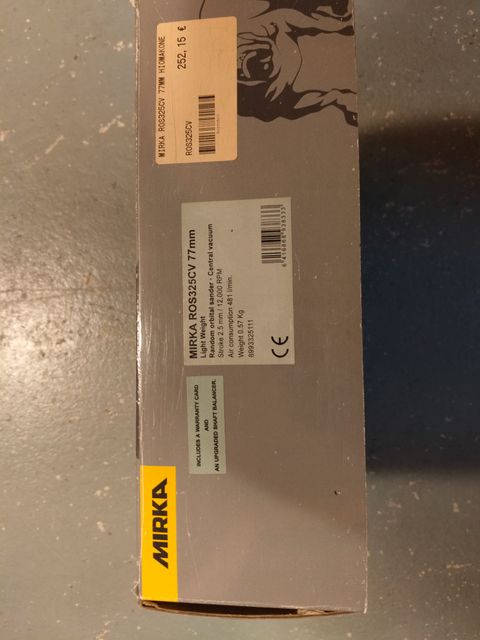 MIRKA ROS325CV 77MM HIOMAKONE
252,15 €
ROS325CV
MIRKA ROS325CV 77mm
Light Weight
Random orbital sander - Central vacuum
Stroke 2.5 mm / 12,000 RPM
Air consumption 481 l/min.
Weight 0.57 Kg
8993325111
CE
INCLUDES A WARRANTY CARD
AND
AN UPGRADED SHAFT BALANCER
MIRKA